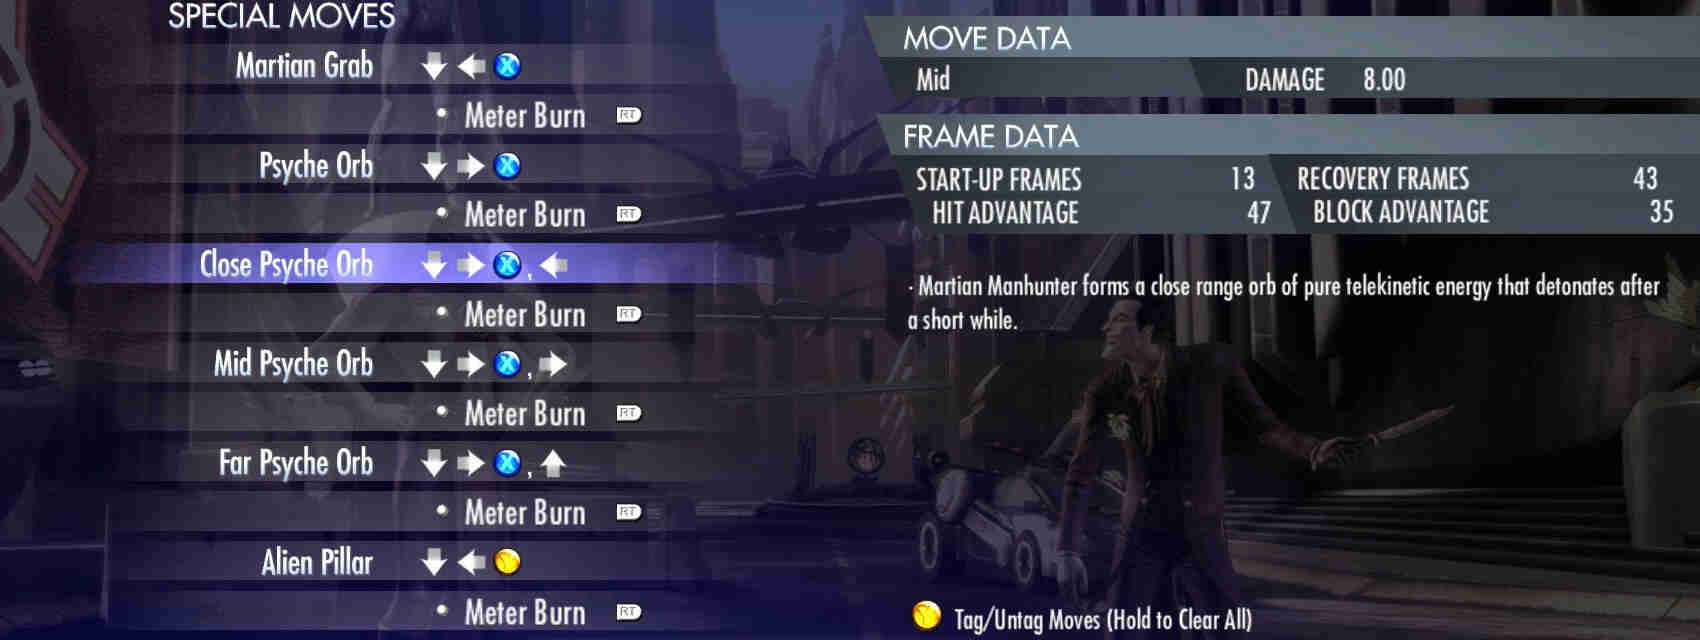 SPECIAL MOVES
Martian Grab X
Meter Burn RT
Psyche Orb X
Meter Burn RT
Close Psyche Orb X ,
Meter Burn RT
Mid Psyche Orb X ,
Meter Burn RT
Far Psyche Orb X ,
Meter Burn RT
Alien Pillar Y
Meter Burn RT
MOVE DATA
Mid DAMAGE 8.00
FRAME DATA
START-UP FRAMES 13 RECOVERY FRAMES 43
HIT ADVANTAGE 47 BLOCK ADVANTAGE 35
· Martian Manhunter forms a close range orb of pure telekinetic energy that detonates after
a short while.
Y Tag/Untag Moves (Hold to Clear All)